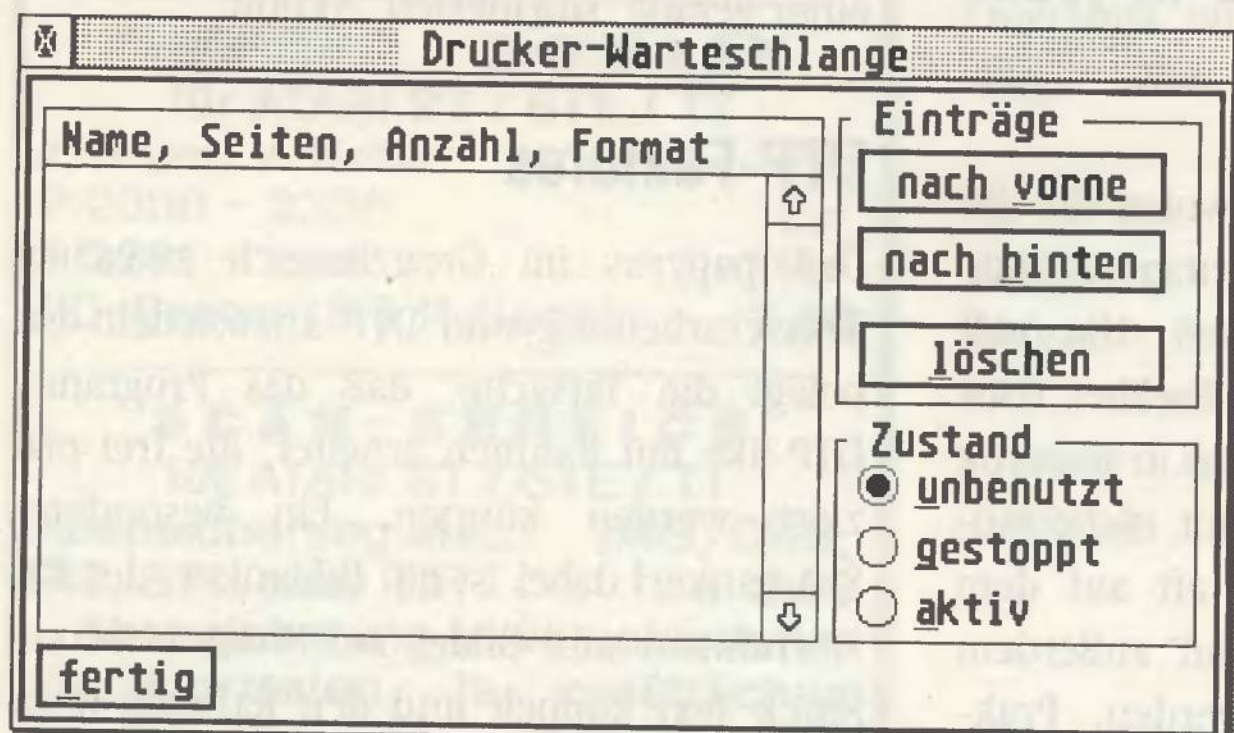 Drucker-Warteschlange
Name, Seiten, Anzahl, Format
Einträge
nach vorne
nach hinten
löschen
Zustand
unbenutzt
gestoppt
aktiv
fertig